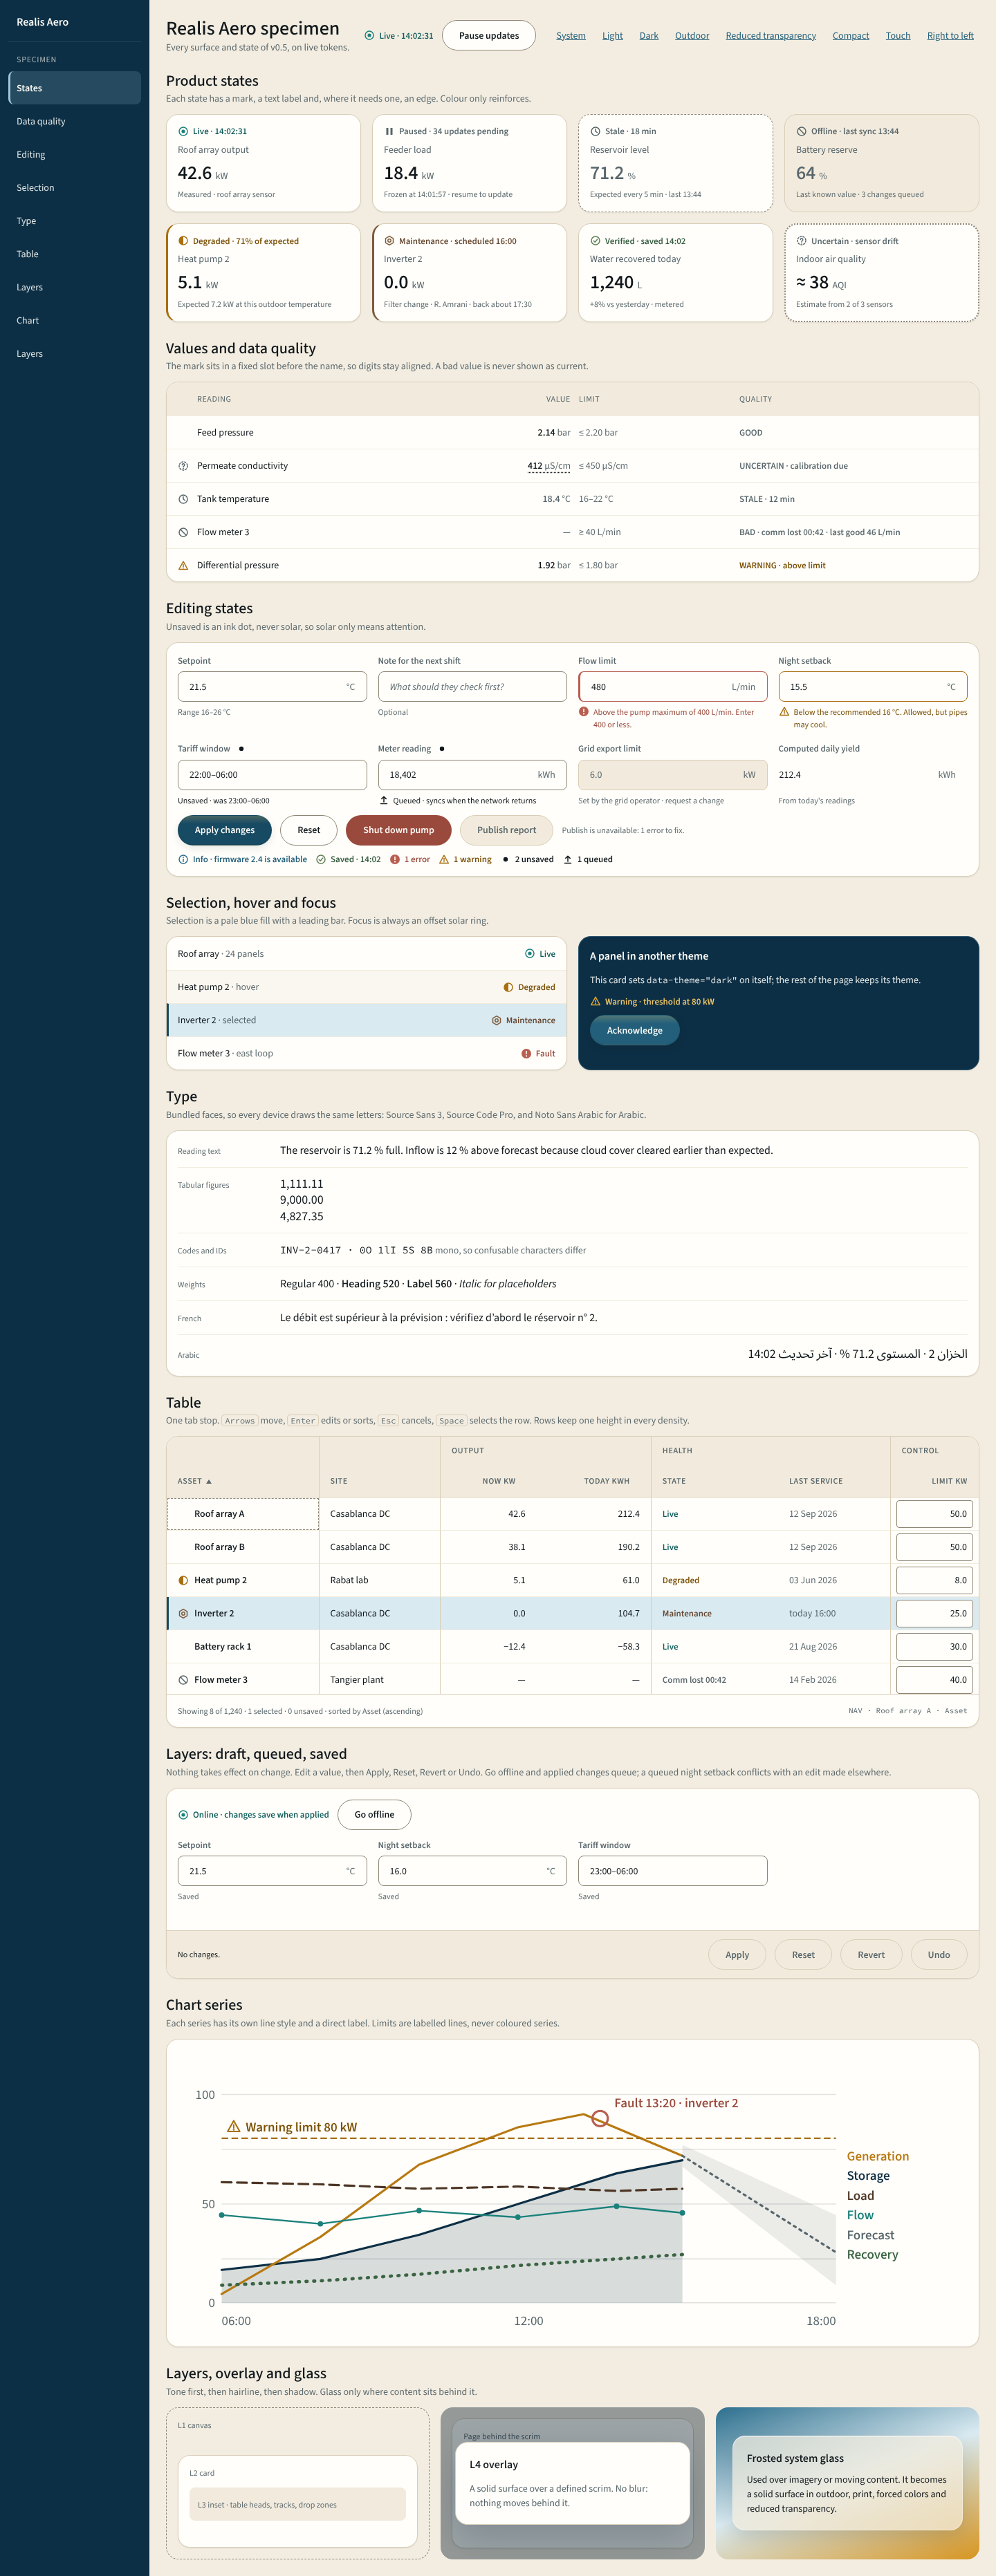 Realis Aero
SPECIMEN
States
Data quality
Editing
Selection
Type
Table
Layers
Chart
Layers
Realis Aero specimen
Every surface and state of v0.5, on live tokens.
Live · 14:02:31
Pause updates
System Light Dark Outdoor Reduced transparency Compact Touch Right to left
Product states
Each state has a mark, a text label and, where it needs one, an edge. Colour only reinforces.
Live · 14:02:31
Roof array output
42.6 kW
Measured · roof array sensor
Paused · 34 updates pending
Feeder load
18.4 kW
Frozen at 14:01:57 · resume to update
Stale · 18 min
Reservoir level
71.2 %
Expected every 5 min · last 13:44
Offline · last sync 13:44
Battery reserve
64 %
Last known value · 3 changes queued
Degraded · 71% of expected
Heat pump 2
5.1 kW
Expected 7.2 kW at this outdoor temperature
Maintenance · scheduled 16:00
Inverter 2
0.0 kW
Filter change · R. Amrani · back about 17:30
Verified · saved 14:02
Water recovered today
1,240 L
+8% vs yesterday · metered
Uncertain · sensor drift
Indoor air quality
≈ 38 AQI
Estimate from 2 of 3 sensors
Values and data quality
The mark sits in a fixed slot before the name, so digits stay aligned. A bad value is never shown as current.
READING VALUE LIMIT QUALITY
Feed pressure 2.14 bar ≤ 2.20 bar GOOD
Permeate conductivity 412 µS/cm ≤ 450 µS/cm UNCERTAIN · calibration due
Tank temperature 18.4 °C 16–22 °C STALE · 12 min
Flow meter 3 — ≥ 40 L/min BAD · comm lost 00:42 · last good 46 L/min
Differential pressure 1.92 bar ≤ 1.80 bar WARNING · above limit
Editing states
Unsaved is an ink dot, never solar, so solar only means attention.
Setpoint
21.5 °C
Range 16–26 °C
Note for the next shift
What should they check first?
Optional
Flow limit
480 L/min
Above the pump maximum of 400 L/min. Enter
400 or less.
Night setback
15.5 °C
Below the recommended 16 °C. Allowed, but pipes
may cool.
Tariff window
22:00–06:00
Unsaved · was 23:00–06:00
Meter reading
18,402 kWh
Queued · syncs when the network returns
Grid export limit
6.0 kW
Set by the grid operator · request a change
Computed daily yield
212.4 kWh
From today's readings
Apply changes Reset Shut down pump Publish report Publish is unavailable: 1 error to fix.
Info · firmware 2.4 is available Saved · 14:02 1 error 1 warning 2 unsaved 1 queued
Selection, hover and focus
Selection is a pale blue fill with a leading bar. Focus is always an offset solar ring.
Roof array · 24 panels Live
Heat pump 2 · hover Degraded
Inverter 2 · selected Maintenance
Flow meter 3 · east loop Fault
A panel in another theme
This card sets data-theme="dark" on itself; the rest of the page keeps its theme.
Warning · threshold at 80 kW
Acknowledge
Type
Bundled faces, so every device draws the same letters: Source Sans 3, Source Code Pro, and Noto Sans Arabic for Arabic.
Reading text The reservoir is 71.2 % full. Inflow is 12 % above forecast because cloud cover cleared earlier than expected.
Tabular figures 1,111.11
9,000.00
4,827.35
Codes and IDs INV-2-0417 · 0O 1lI 5S 8B mono, so confusable characters differ
Weights Regular 400 · Heading 520 · Label 560 · Italic for placeholders
French Le débit est supérieur à la prévision : vérifiez d’abord le réservoir n° 2.
Arabic الخزان 2 · المستوى 71.2 % · آخر تحديث 14:02
Table
One tab stop. Arrows move, Enter edits or sorts, Esc cancels, Space selects the row. Rows keep one height in every density.
OUTPUT HEALTH CONTROL
ASSET SITE NOW KW TODAY KWH STATE LAST SERVICE LIMIT KW
Roof array A Casablanca DC 42.6 212.4 Live 12 Sep 2026 50.0
Roof array B Casablanca DC 38.1 190.2 Live 12 Sep 2026 50.0
Heat pump 2 Rabat lab 5.1 61.0 Degraded 03 Jun 2026 8.0
Inverter 2 Casablanca DC 0.0 104.7 Maintenance today 16:00 25.0
Battery rack 1 Casablanca DC −12.4 −58.3 Live 21 Aug 2026 30.0
Flow meter 3 Tangier plant — — Comm lost 00:42 14 Feb 2026 40.0
Showing 8 of 1,240 · 1 selected · 0 unsaved · sorted by Asset (ascending) NAV · Roof array A · Asset
Layers: draft, queued, saved
Nothing takes effect on change. Edit a value, then Apply, Reset, Revert or Undo. Go offline and applied changes queue; a queued night setback conflicts with an edit made elsewhere.
Online · changes save when applied Go offline
Setpoint Night setback Tariff window
21.5 °C 16.0 °C 23:00–06:00
Saved Saved Saved
No changes. Apply Reset Revert Undo
Chart series
Each series has its own line style and a direct label. Limits are labelled lines, never coloured series.
100
Fault 13:20 · inverter 2
Warning limit 80 kW
Generation
Storage
Load
50
Flow
Forecast
Recovery
0
06:00 12:00 18:00
Layers, overlay and glass
Tone first, then hairline, then shadow. Glass only where content sits behind it.
L1 canvas
L2 card
L3 inset · table heads, tracks, drop zones
Page behind the scrim
L4 overlay
A solid surface over a defined scrim. No blur:
nothing moves behind it.
Frosted system glass
Used over imagery or moving content. It becomes
a solid surface in outdoor, print, forced colors and
reduced transparency.